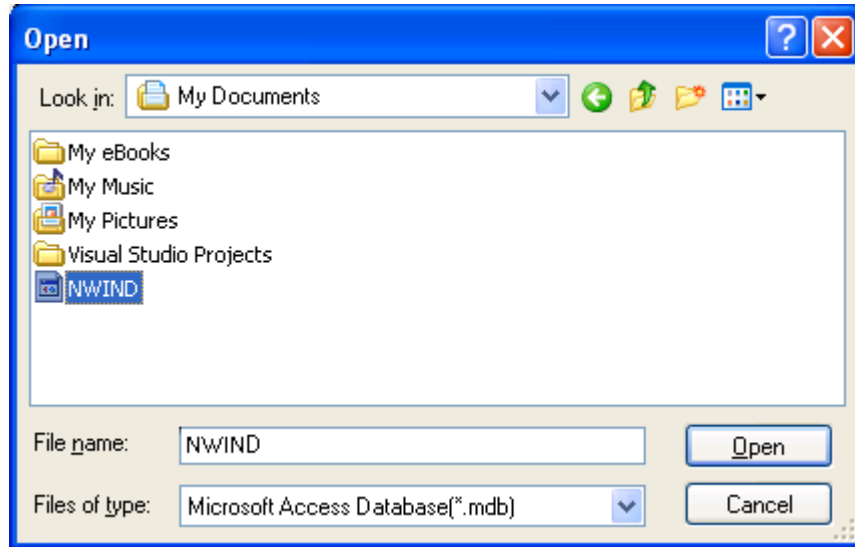 Open
Look in: My Documents
My eBooks
My Music
My Pictures
Visual Studio Projects
NWIND
File name: NWIND Open
Files of type: Microsoft Access Database(*.mdb) Cancel